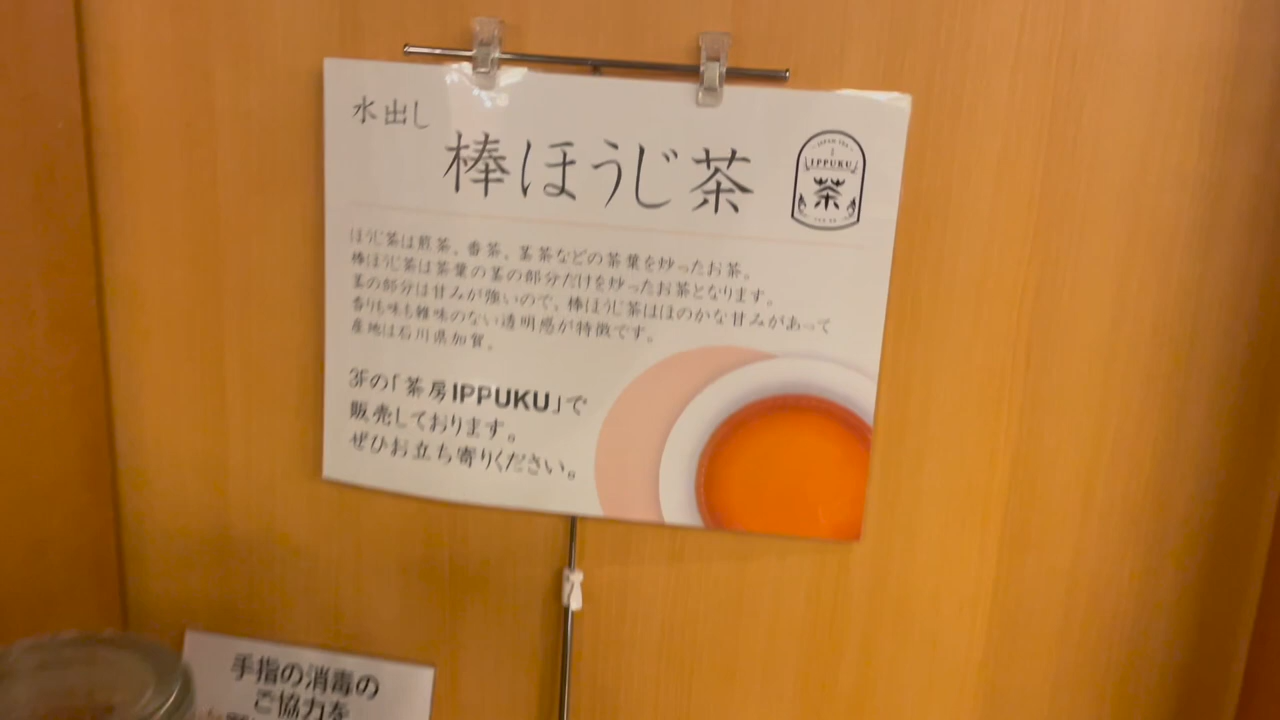 水出し
棒ほうじ茶
JAPAN TEA
IPPUKU
茶
ほうじ茶は煎茶、番茶、茎茶などの茶葉を炒ったお茶。
棒ほうじ茶は茶葉の茎の部分だけを炒ったお茶となります。
茎の部分は甘みが強いので、棒ほうじ茶はほのかな甘みがあって
香りも味も雑味のない透明感が特徴です。
産地は石川県加賀。
3Fの「茶房IPPUKU」で
販売しております。
ぜひお立ち寄りください。
手指の消毒の
ご協力を